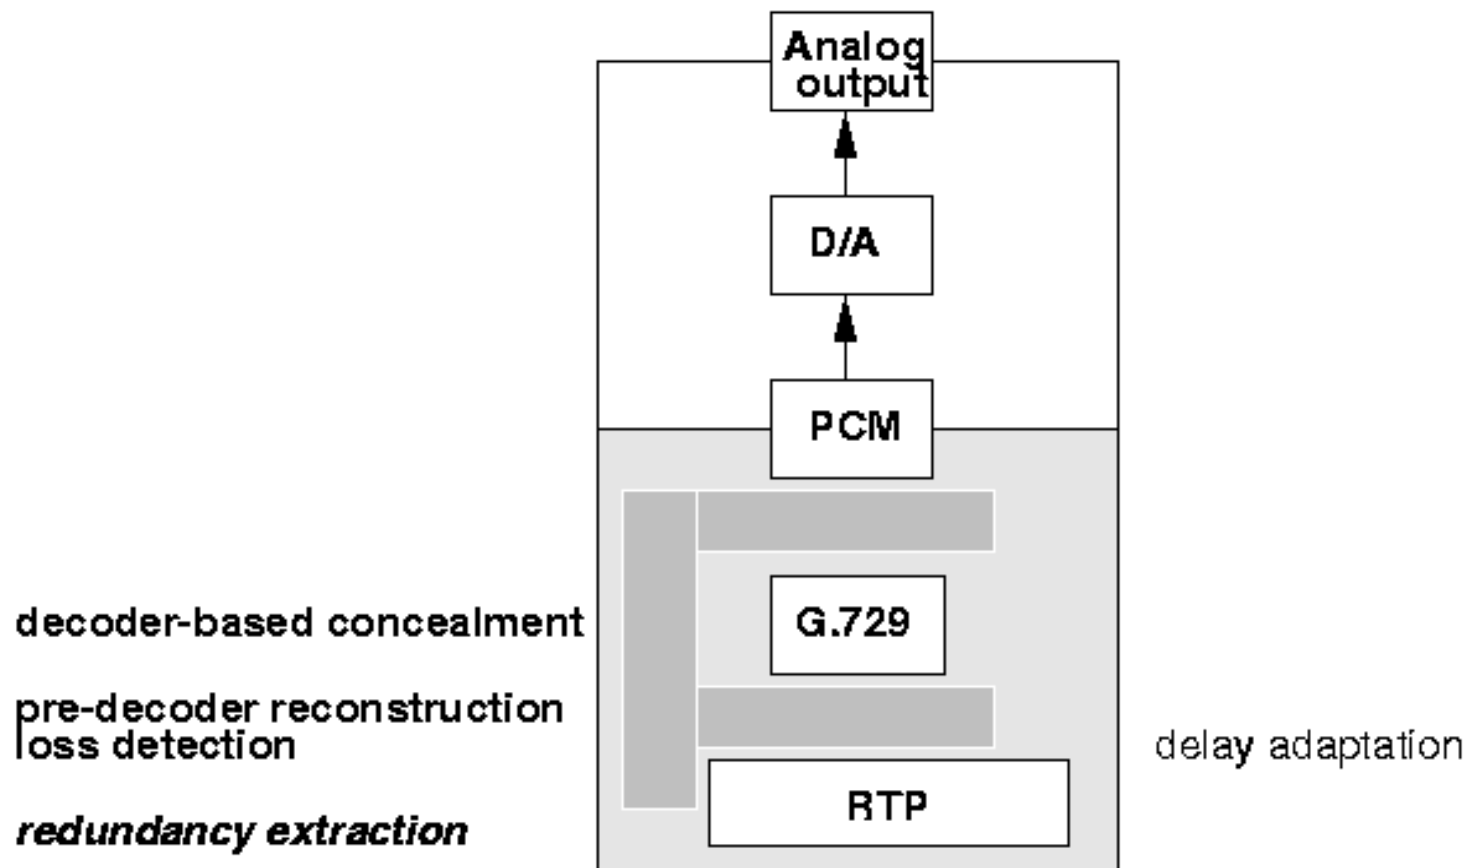 Analog
output
D/A
PCM
decoder-based concealment
G.729
pre-decoder reconstruction
loss detection
delay adaptation
RTP
redundancy extraction